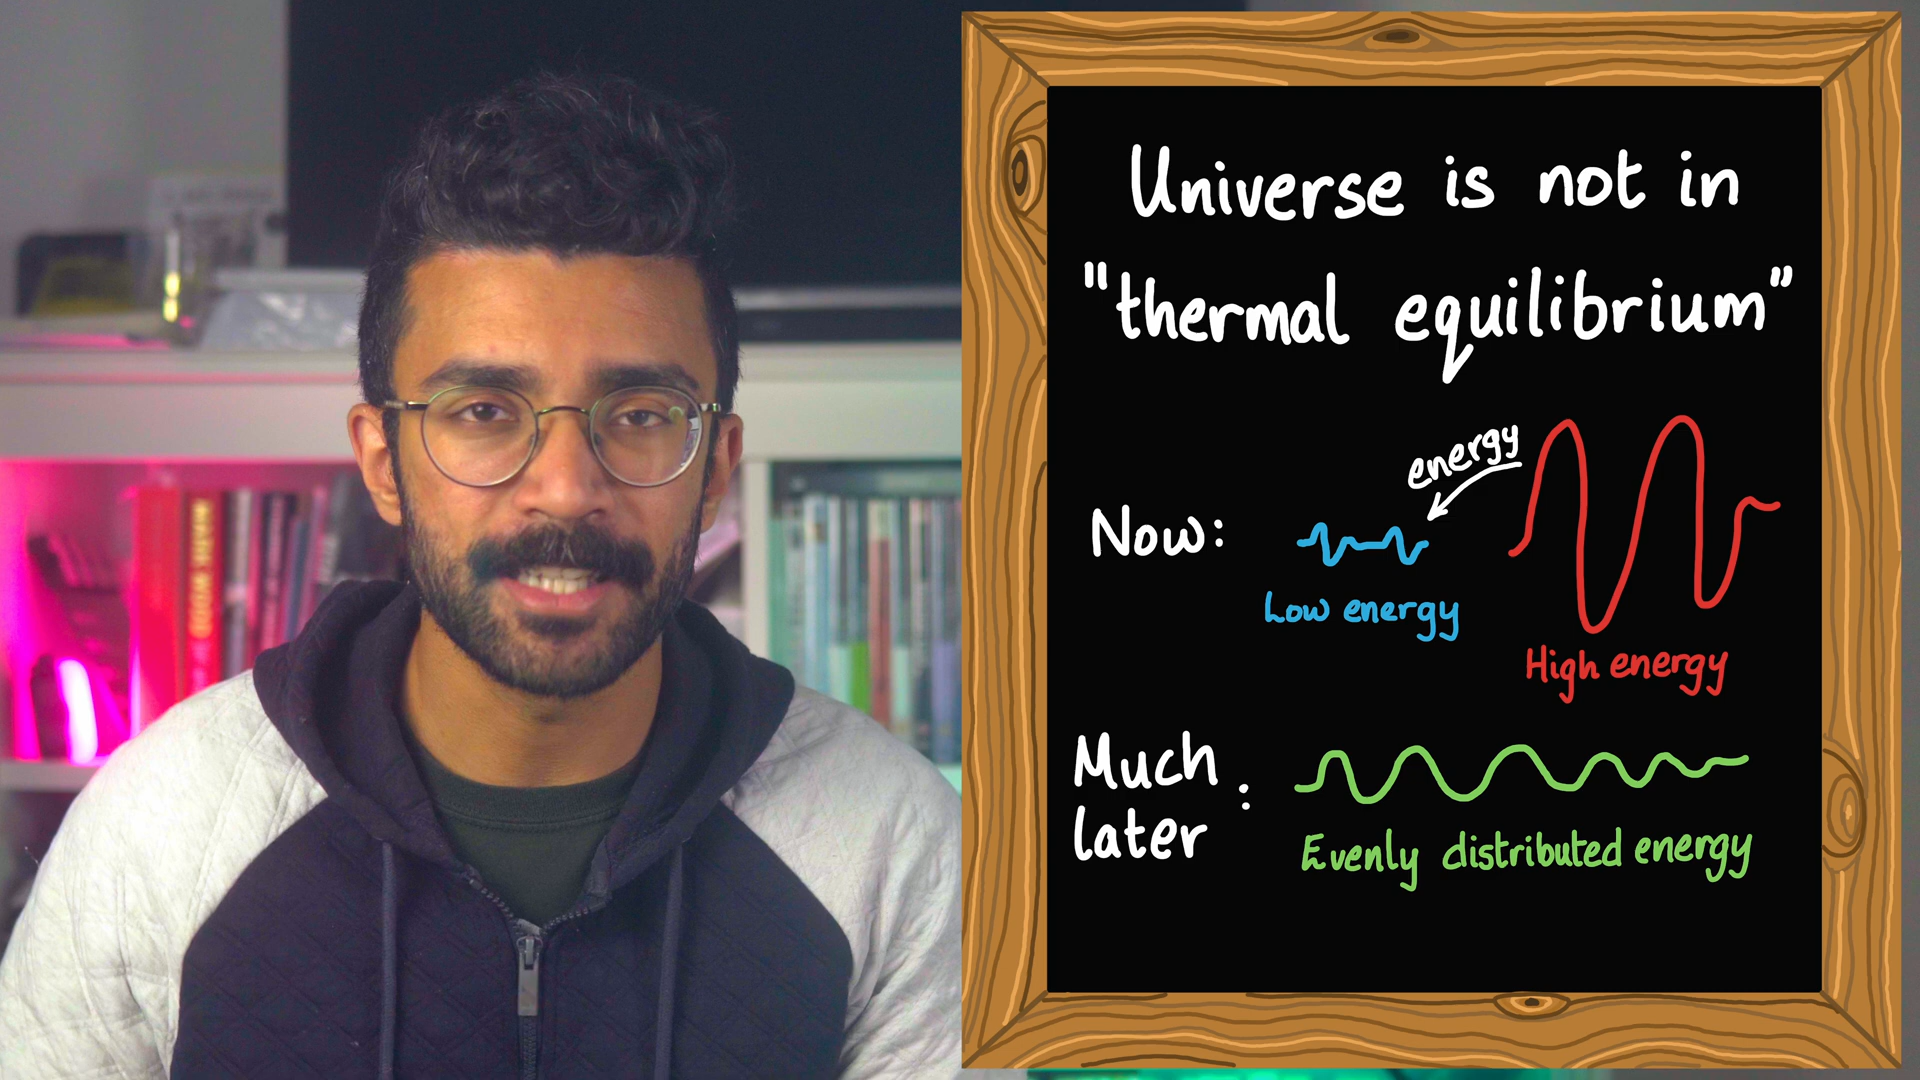 Universe is not in
"thermal equilibrium"
energy
Now:
Low energy
High energy
Much
later :
Evenly distributed energy